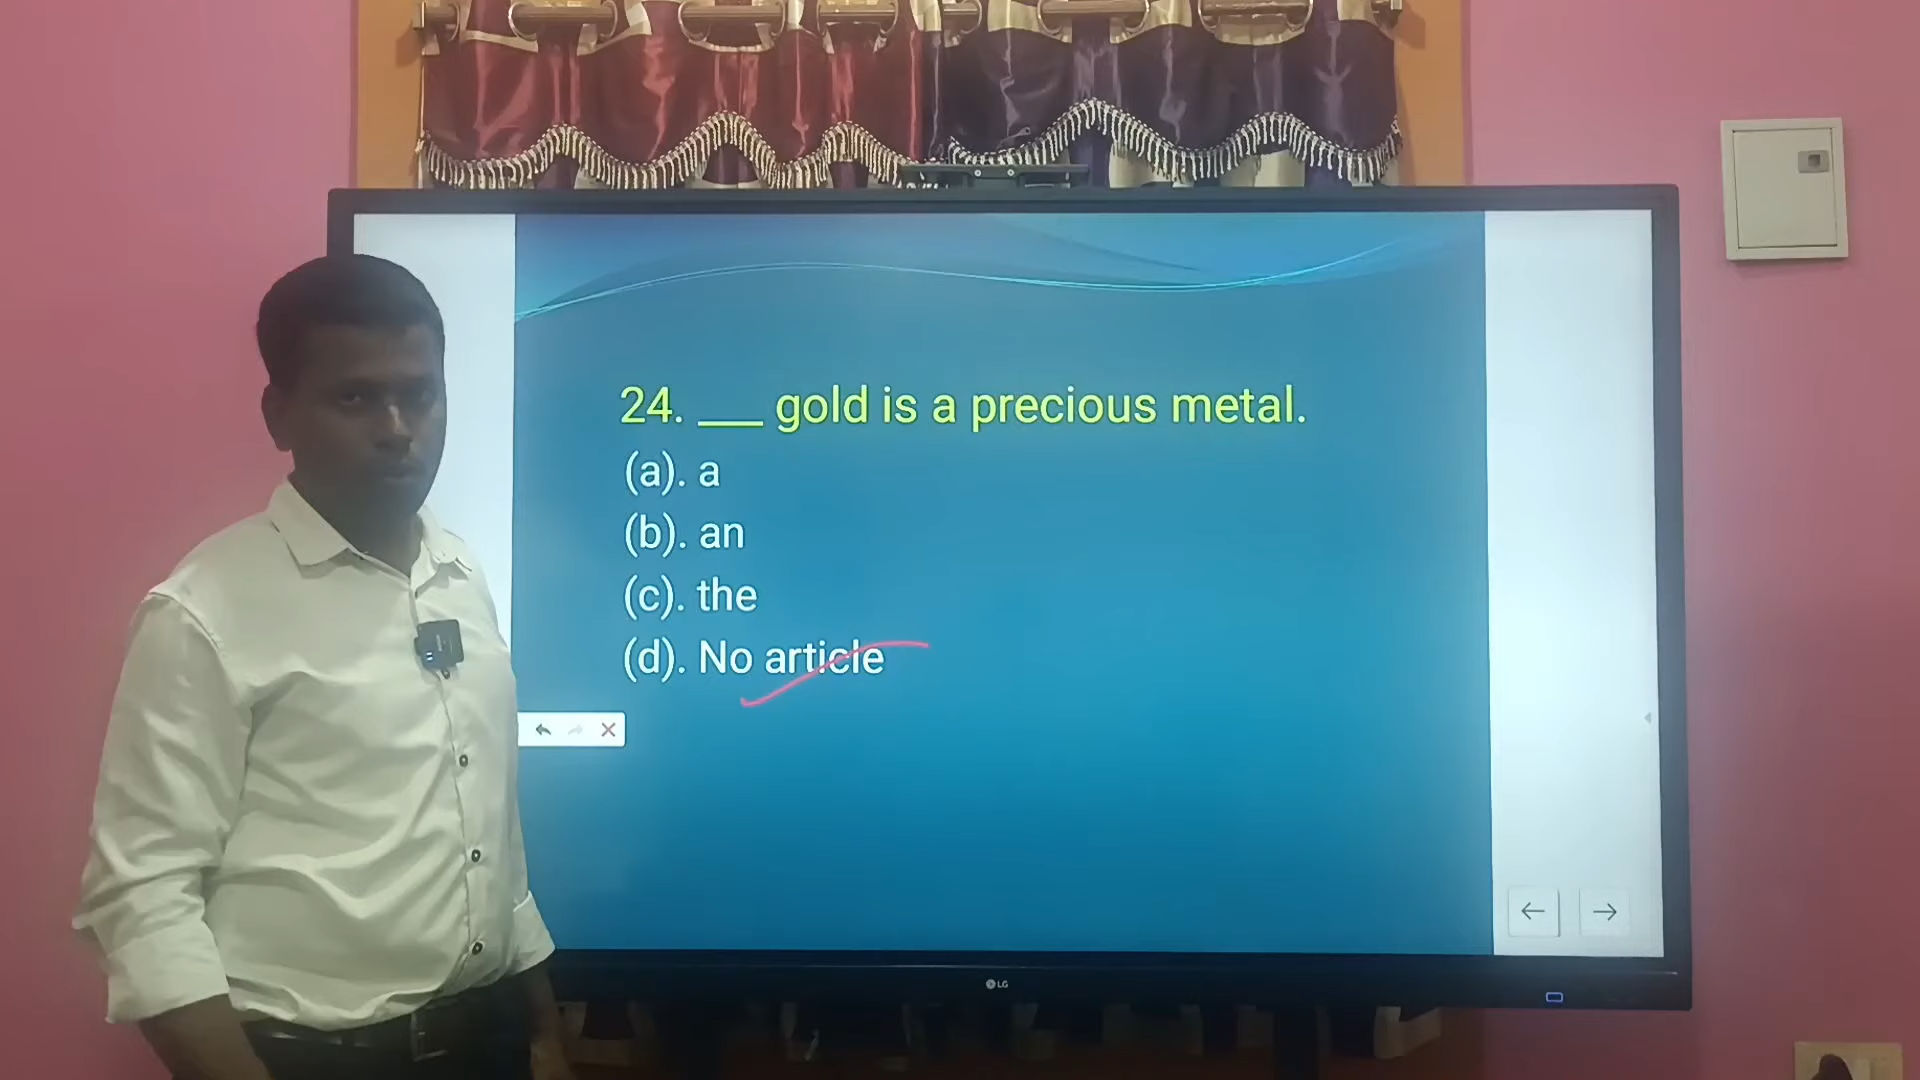 24. ___ gold is a precious metal.
(a). a
(b). an
(c). the
(d). No article
LG